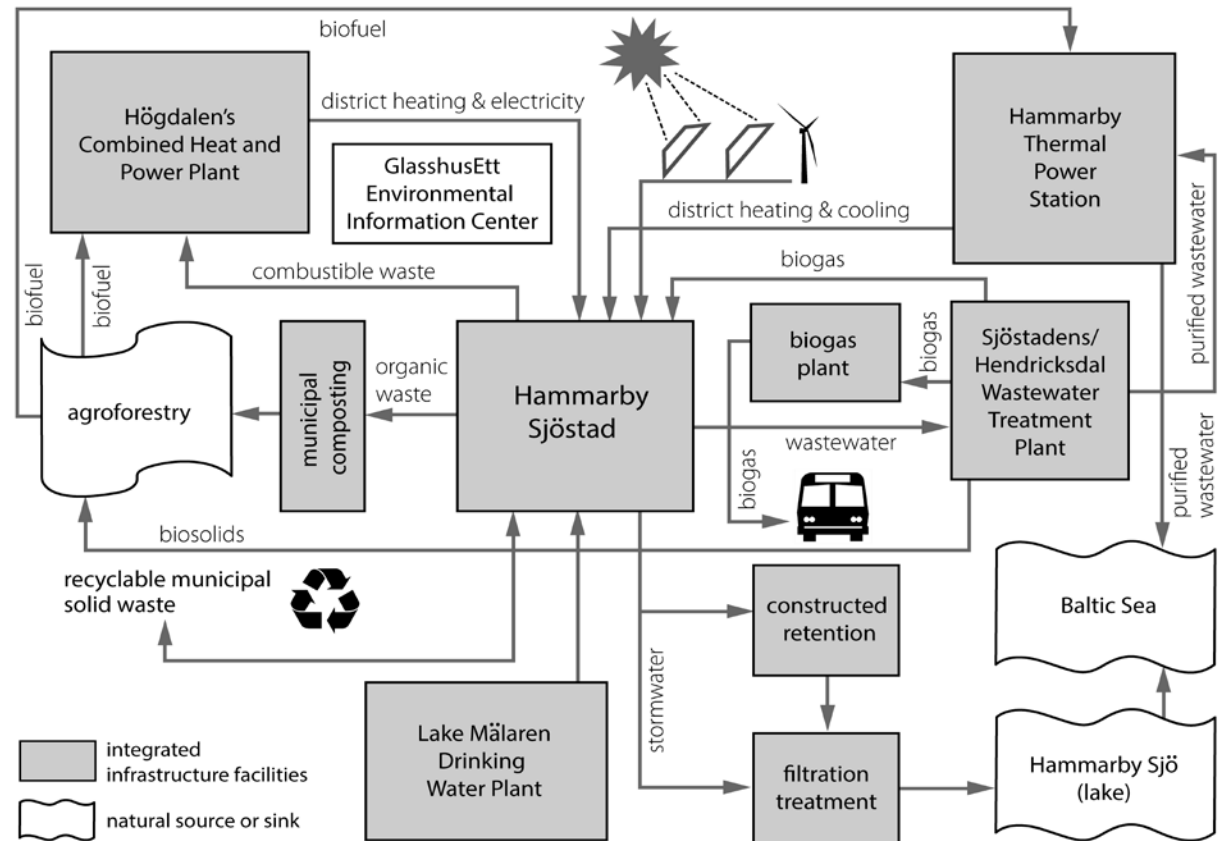 biofuel
Högdalen's
Combined Heat and
Power Plant
district heating & electricity
GlasshusEtt
Environmental
Information Center
Hammarby
Thermal
Power
Station
district heating & cooling
purified wastewater
combustible waste
biogas
biofuel
biofuel
agroforestry
municipal
composting
organic
waste
Hammarby
Sjöstad
biogas
plant
biogas
Sjöstadens/
Hendricksdal
Wastewater
Treatment
Plant
wastewater
biogas
purified
wastewater
biosolids
recyclable municipal
solid waste
constructed
retention
Baltic Sea
stormwater
Lake Mälaren
Drinking
Water Plant
filtration
treatment
Hammarby Sjö
(lake)
integrated
infrastructure facilities
natural source or sink